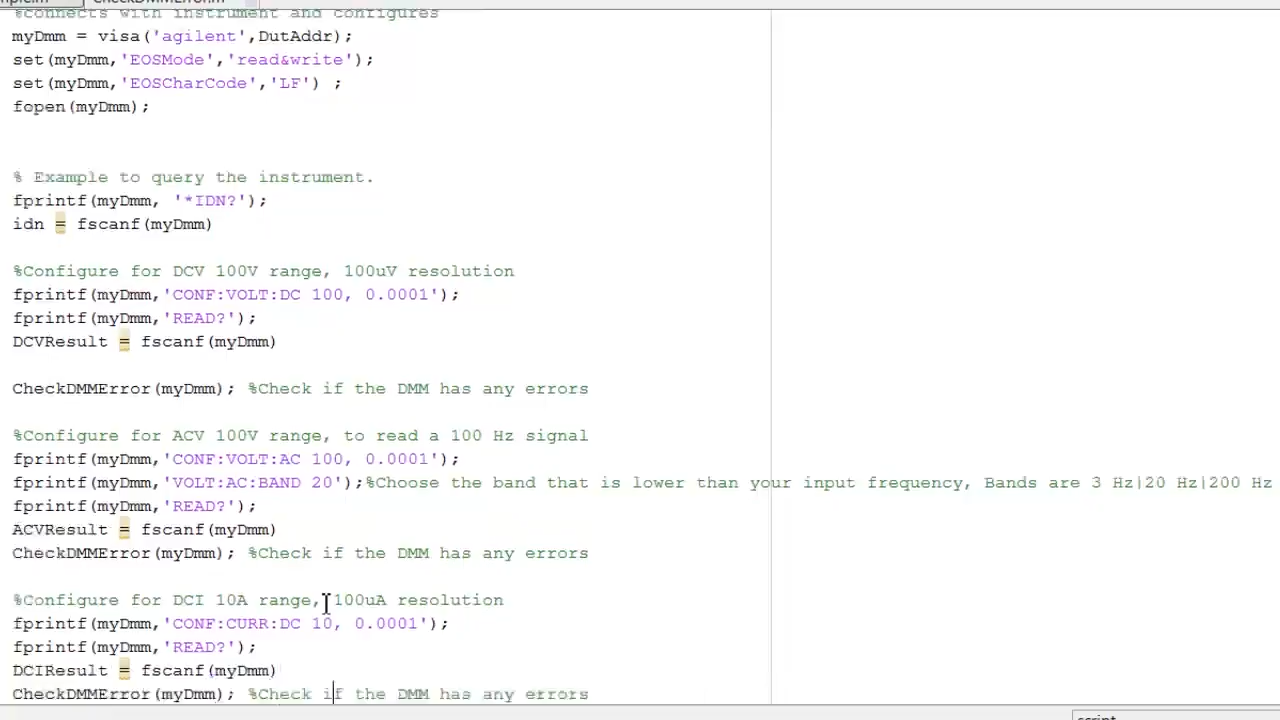 CheckDMMError.m
%Connects with instrument and configures
myDmm = visa('agilent',DutAddr);
set(myDmm,'EOSMode','read&write');
set(myDmm,'EOSCharCode','LF') ;
fopen(myDmm);
% Example to query the instrument.
fprintf(myDmm, '*IDN?');
idn = fscanf(myDmm)
%Configure for DCV 100V range, 100uV resolution
fprintf(myDmm,'CONF:VOLT:DC 100, 0.0001');
fprintf(myDmm,'READ?');
DCVResult = fscanf(myDmm)
CheckDMMError(myDmm); %Check if the DMM has any errors
%Configure for ACV 100V range, to read a 100 Hz signal
fprintf(myDmm,'CONF:VOLT:AC 100, 0.0001');
fprintf(myDmm,'VOLT:AC:BAND 20');%Choose the band that is lower than your input frequency, Bands are 3 Hz|20 Hz|200 Hz
fprintf(myDmm,'READ?');
ACVResult = fscanf(myDmm)
CheckDMMError(myDmm); %Check if the DMM has any errors
%Configure for DCI 10A range, 100uA resolution
fprintf(myDmm,'CONF:CURR:DC 10, 0.0001');
fprintf(myDmm,'READ?');
DCIResult = fscanf(myDmm)
CheckDMMError(myDmm); %Check if the DMM has any errors
script